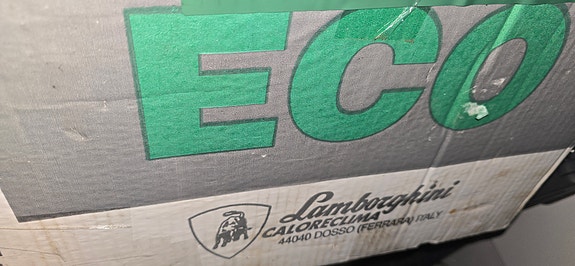 ECO
Lamborghini
CALORECLIMA
44040 DOSSO (FERRARA) ITALY